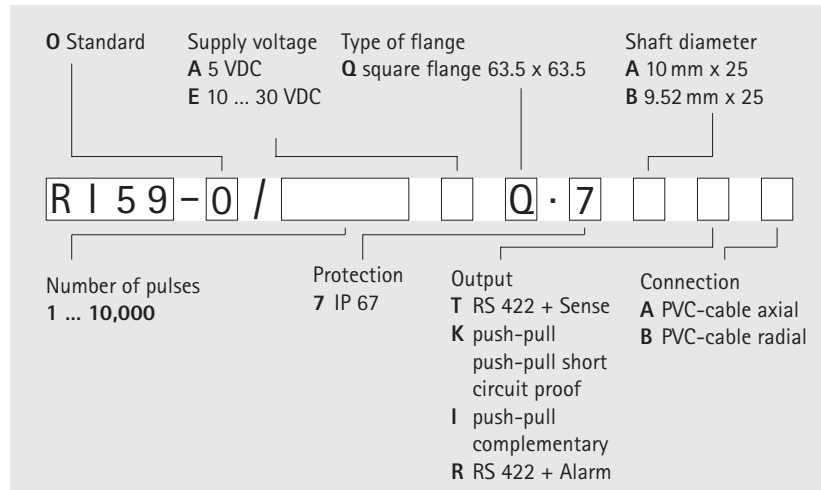 O Standard
Supply voltage
A 5 VDC
E 10 ... 30 VDC
Type of flange
Q square flange 63.5 x 63.5
Shaft diameter
A 10 mm x 25
B 9.52 mm x 25
R I 5 9 - 0 / Q · 7
Number of pulses
1 ... 10,000
Protection
7 IP 67
Output
T RS 422 + Sense
K push-pull
push-pull short
circuit proof
I push-pull
complementary
R RS 422 + Alarm
Connection
A PVC-cable axial
B PVC-cable radial